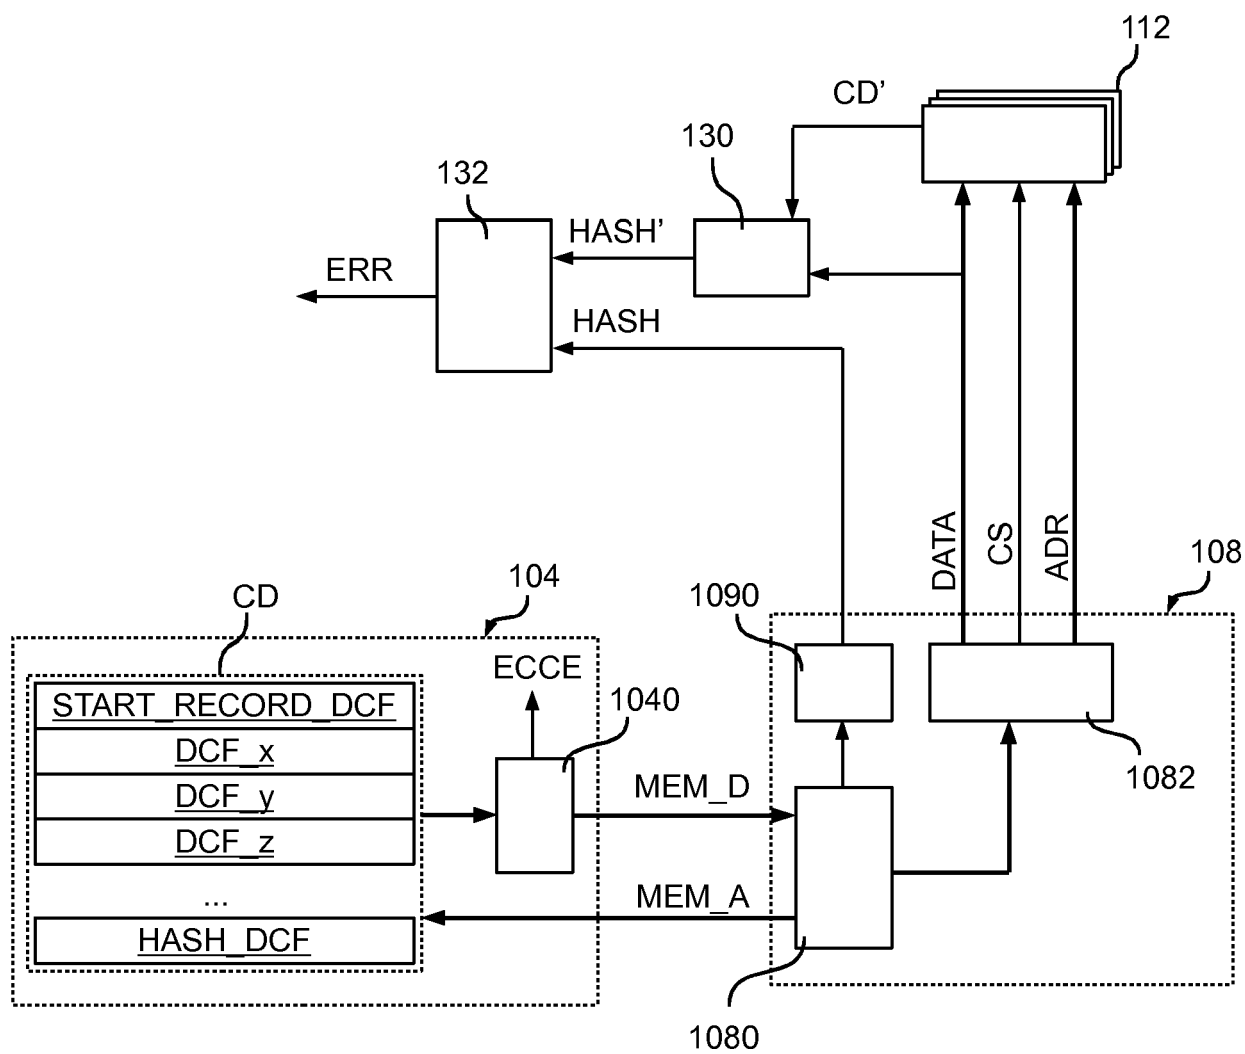 112
CD’
130
132
HASH’
ERR
HASH
DATA
CS
ADR
108
104
CD
1090
ECCE
START_RECORD_DCF
1040
DCF_x
1082
MEM_D
DCF_y
DCF_z
...
MEM_A
HASH_DCF
1080